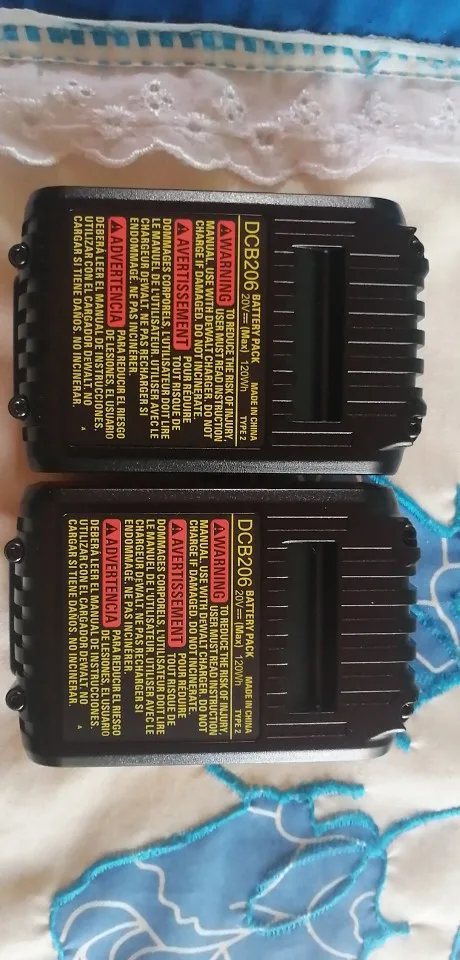 DCB206 BATTERY PACK MADE IN CHINA
20V⎓ (Max) 120Wh TYPE 2
WARNING TO REDUCE THE RISK OF INJURY,
USER MUST READ INSTRUCTION
MANUAL. USE WITH DEWALT CHARGER. DO NOT
CHARGE IF DAMAGED. DO NOT INCINERATE
AVERTISSEMENT POUR REDUIRE
TOUT RISQUE DE
DOMMAGES CORPORELS, L'UTILISATEUR DOIT LIRE
LE MANUEL DE L'UTILISATEUR. UTILISER AVEC LE
CHARGEUR DEWALT. NE PAS RECHARGER SI
ENDOMMAGE. NE PAS INCINERER.
ADVERTENCIA PARA REDUCIR EL RIESGO
DE LESIONES, EL USUARIO
DEBERÁ LEER EL MANUAL DE INSTRUCCIONES.
UTILIZAR CON EL CARGADOR DEWALT. NO
CARGAR SI TIENE DAÑOS. NO INCINERAR.
A
DCB206 BATTERY PACK MADE IN CHINA
20V⎓ (Max) 120Wh TYPE 2
WARNING TO REDUCE THE RISK OF INJURY,
USER MUST READ INSTRUCTION
MANUAL. USE WITH DEWALT CHARGER. DO NOT
CHARGE IF DAMAGED. DO NOT INCINERATE
AVERTISSEMENT POUR REDUIRE
TOUT RISQUE DE
DOMMAGES CORPORELS, L'UTILISATEUR DOIT LIRE
LE MANUEL DE L'UTILISATEUR. UTILISER AVEC LE
CHARGEUR DEWALT. NE PAS RECHARGER SI
ENDOMMAGE. NE PAS INCINERER.
ADVERTENCIA PARA REDUCIR EL RIESGO
DE LESIONES, EL USUARIO
DEBERÁ LEER EL MANUAL DE INSTRUCCIONES.
UTILIZAR CON EL CARGADOR DEWALT. NO
CARGAR SI TIENE DAÑOS. NO INCINERAR.
A